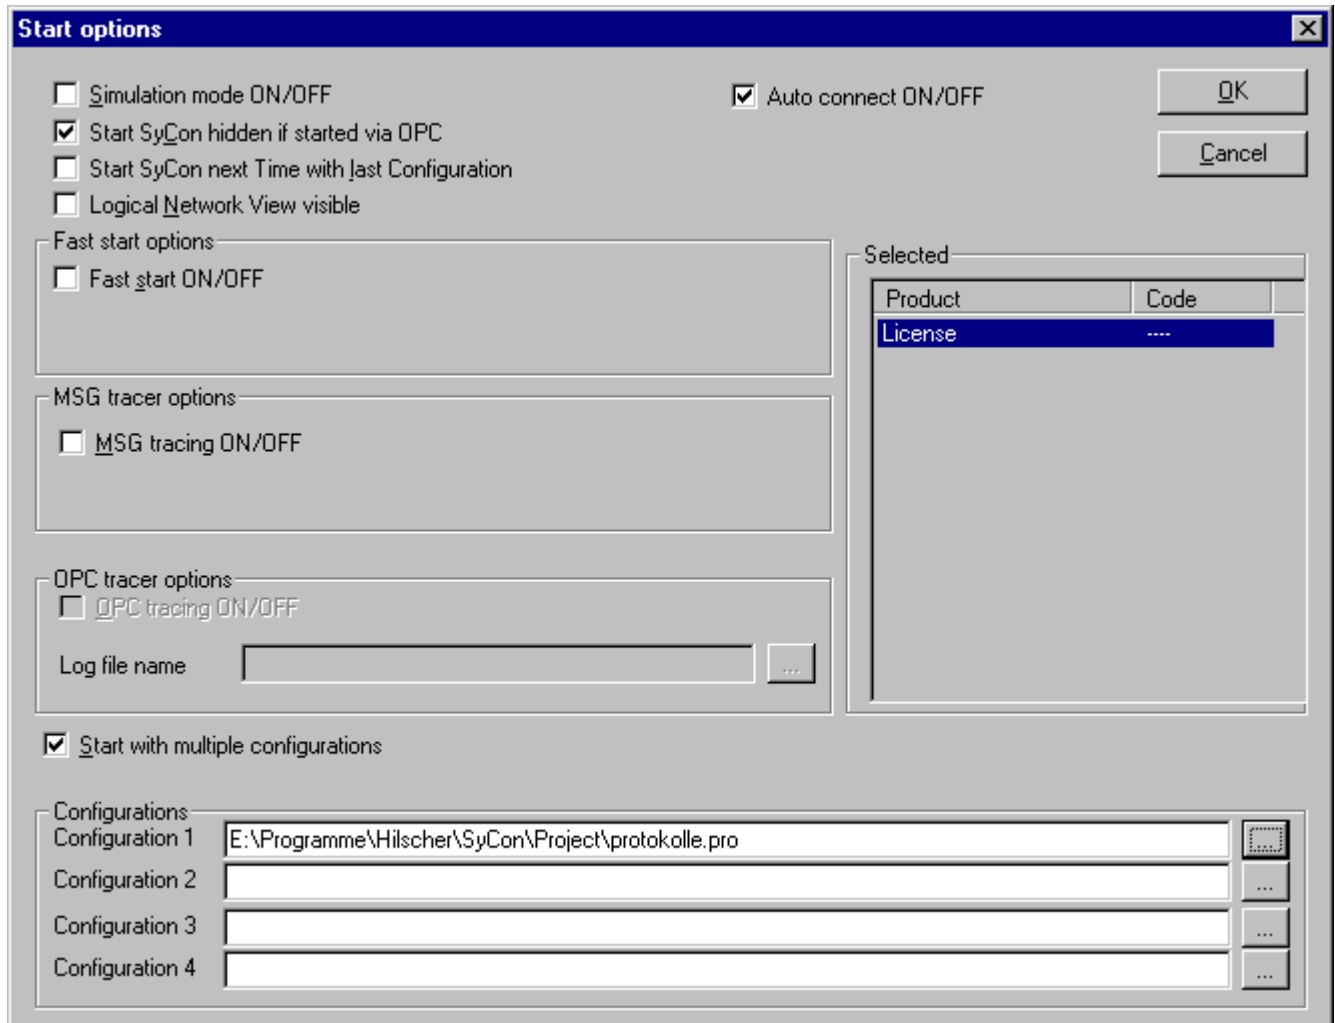 Start options
Simulation mode ON/OFF
Auto connect ON/OFF
OK
Start SyCon hidden if started via OPC
Cancel
Start SyCon next Time with last Configuration
Logical Network View visible
Fast start options
Fast start ON/OFF
Selected
Product Code
License ----
MSG tracer options
MSG tracing ON/OFF
OPC tracer options
OPC tracing ON/OFF
Log file name ...
Start with multiple configurations
Configurations
Configuration 1 E:\Programme\Hilscher\SyCon\Project\protokolle.pro ...
Configuration 2 ...
Configuration 3 ...
Configuration 4 ...